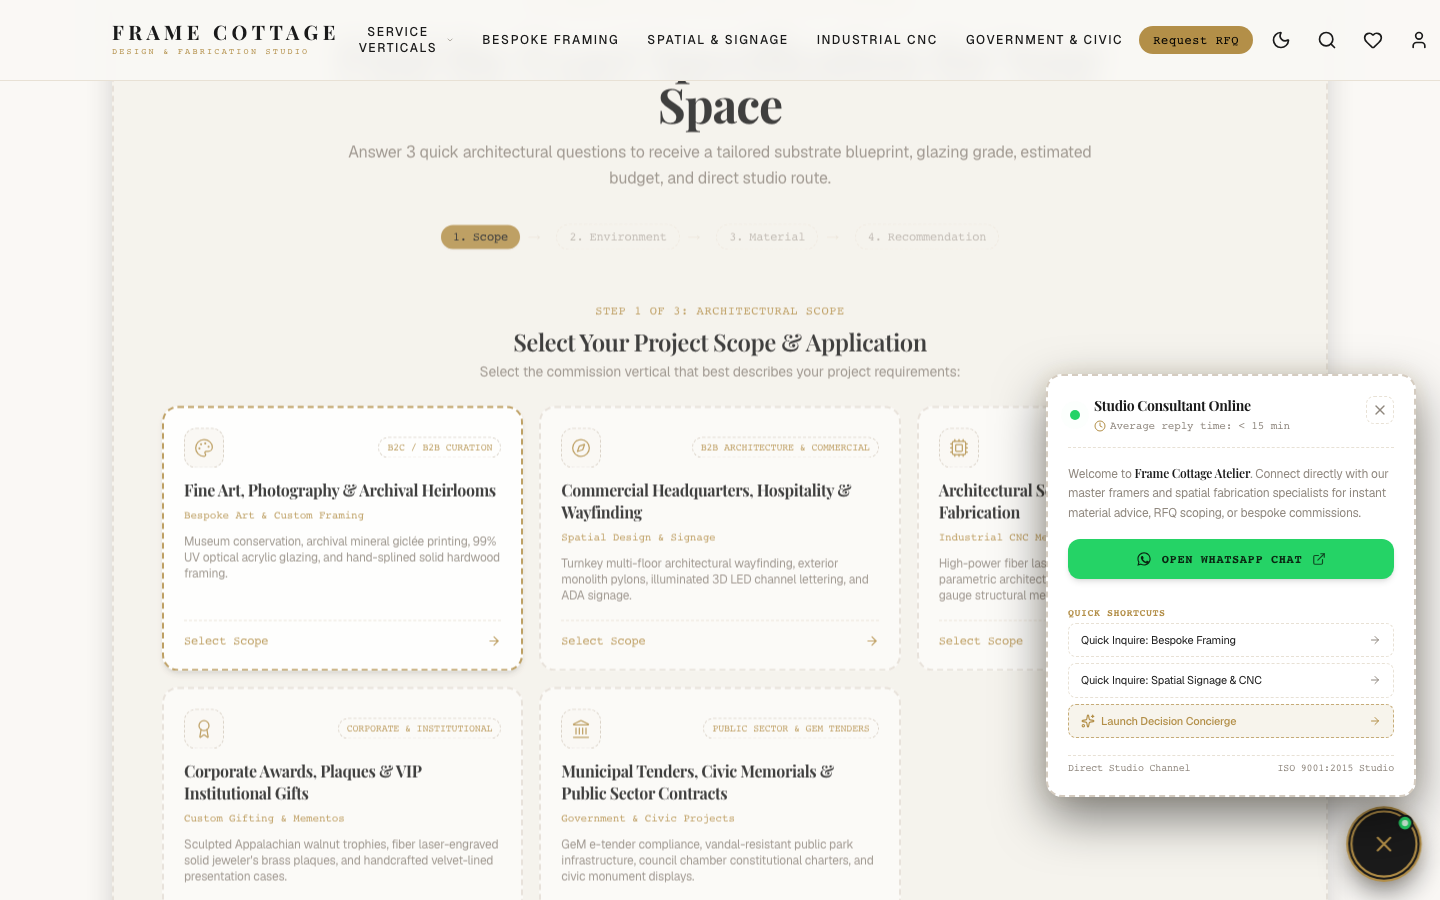 FRAME COTTAGE
DESIGN & FABRICATION STUDIO
SERVICE
VERTICALS
BESPOKE FRAMING
SPATIAL & SIGNAGE
INDUSTRIAL CNC
GOVERNMENT & CIVIC
Request RFQ
Space
Answer 3 quick architectural questions to receive a tailored substrate blueprint, glazing grade, estimated
budget, and direct studio route.
1. Scope
2. Environment
3. Material
4. Recommendation
STEP 1 OF 3: ARCHITECTURAL SCOPE
Select Your Project Scope & Application
Select the commission vertical that best describes your project requirements:
B2C / B2B CURATION
Fine Art, Photography & Archival Heirlooms
Bespoke Art & Custom Framing
Museum conservation, archival mineral giclée printing, 99%
UV optical acrylic glazing, and hand-splined solid hardwood
framing.
Select Scope
B2B ARCHITECTURE & COMMERCIAL
Commercial Headquarters, Hospitality &
Wayfinding
Spatial Design & Signage
Turnkey multi-floor architectural wayfinding, exterior
monolith pylons, illuminated 3D LED channel lettering, and
ADA signage.
Select Scope
Architectural
Fabrication
Industrial CNC
High-power fiber
parametric
gauge structural
Select Scope
CORPORATE & INSTITUTIONAL
Corporate Awards, Plaques & VIP
Institutional Gifts
Custom Gifting & Mementos
Sculpted Appalachian walnut trophies, fiber laser-engraved
solid jeweler's brass plaques, and handcrafted velvet-lined
presentation cases.
PUBLIC SECTOR & GEM TENDERS
Municipal Tenders, Civic Memorials &
Public Sector Contracts
Government & Civic Projects
GeM e-tender compliance, vandal-resistant public park
infrastructure, council chamber constitutional charters, and
civic monument displays.
Studio Consultant Online
Average reply time: < 15 min
Welcome to Frame Cottage Atelier. Connect directly with our
master framers and spatial fabrication specialists for instant
material advice, RFQ scoping, or bespoke commissions.
OPEN WHATSAPP CHAT
QUICK SHORTCUTS
Quick Inquire: Bespoke Framing
Quick Inquire: Spatial Signage & CNC
Launch Decision Concierge
Direct Studio Channel
ISO 9001:2015 Studio